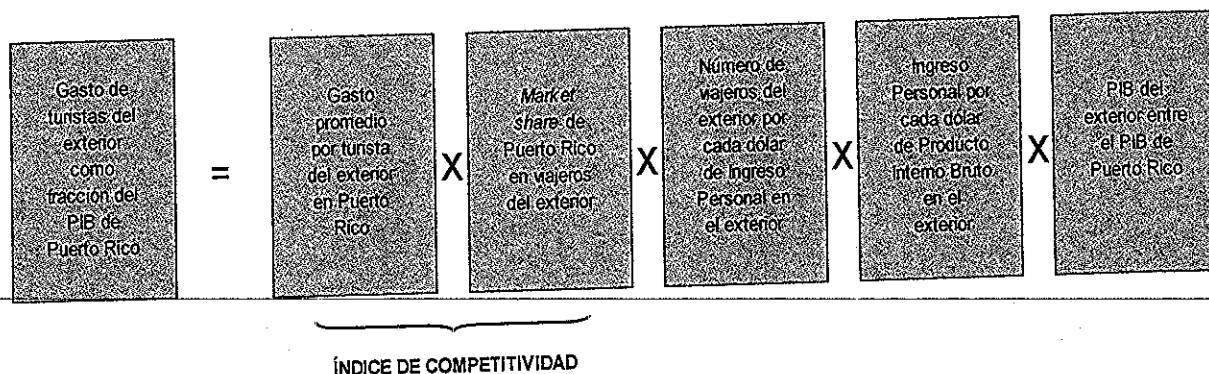 Gasto de
turistas del
exterior
como
fracción del
PIB de
Puerto Rico
=
Gasto
promedio
por turista
del exterior
en Puerto
Rico
X
Market
share de
Puerto Rico
en viajeros
del exterior
X
Número de
viajeros del
exterior por
cada dólar
de Ingreso
Personal en
el exterior
X
Ingreso
Personal por
cada dólar
de Producto
Interno Bruto
en el
exterior
X
PIB del
exterior entre
el PIB de
Puerto Rico
ÍNDICE DE COMPETITIVIDAD